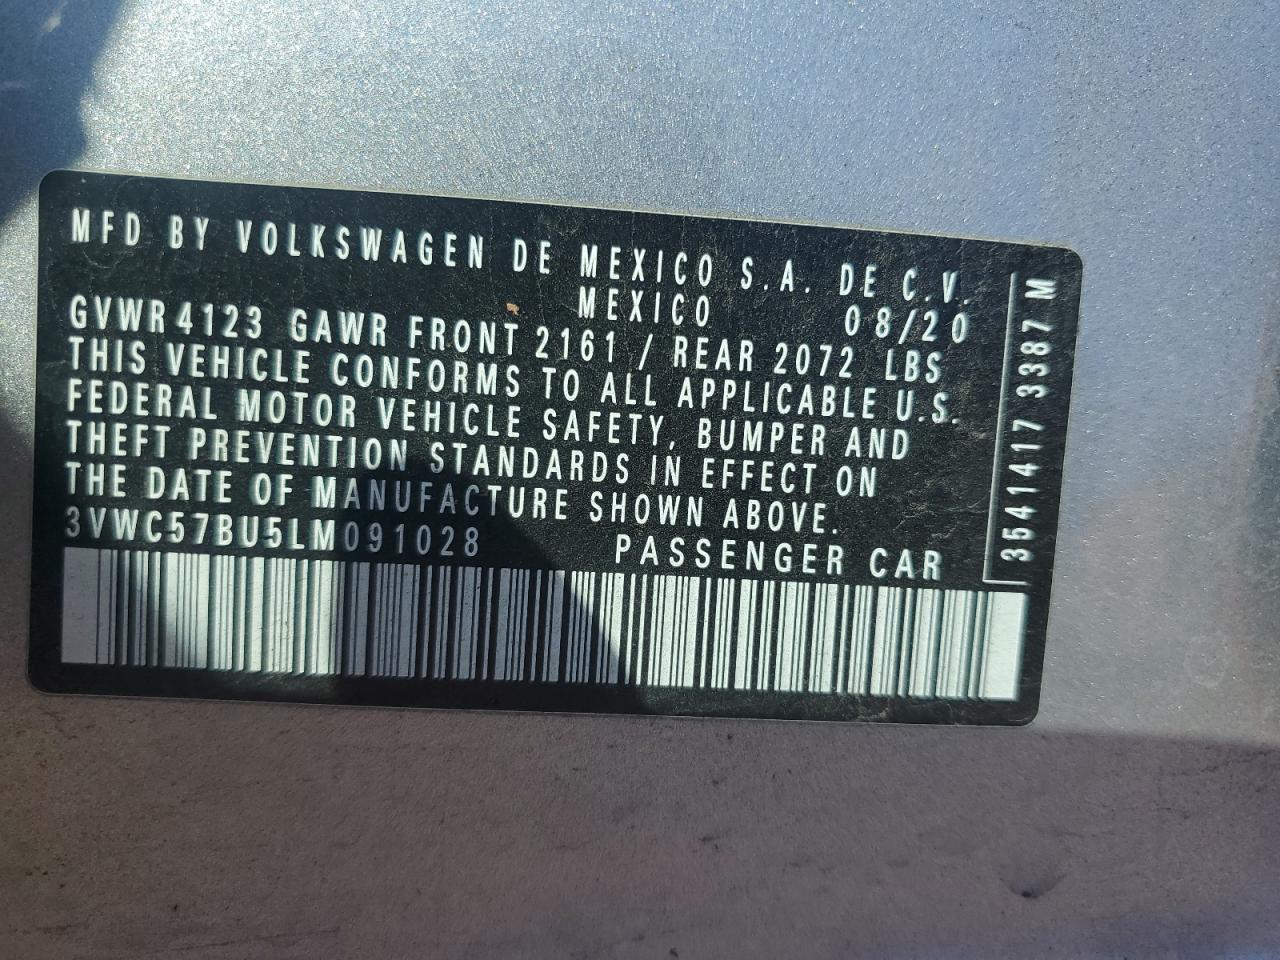 MFD BY VOLKSWAGEN DE MEXICO S.A. DE C.V.
MEXICO 08/20
GVWR 4123 GAWR FRONT 2161 / REAR 2072 LBS
THIS VEHICLE CONFORMS TO ALL APPLICABLE U.S.
FEDERAL MOTOR VEHICLE SAFETY, BUMPER AND
THEFT PREVENTION STANDARDS IN EFFECT ON
THE DATE OF MANUFACTURE SHOWN ABOVE.
3VWC57BU5LM091028 PASSENGER CAR
3541417 3387 M